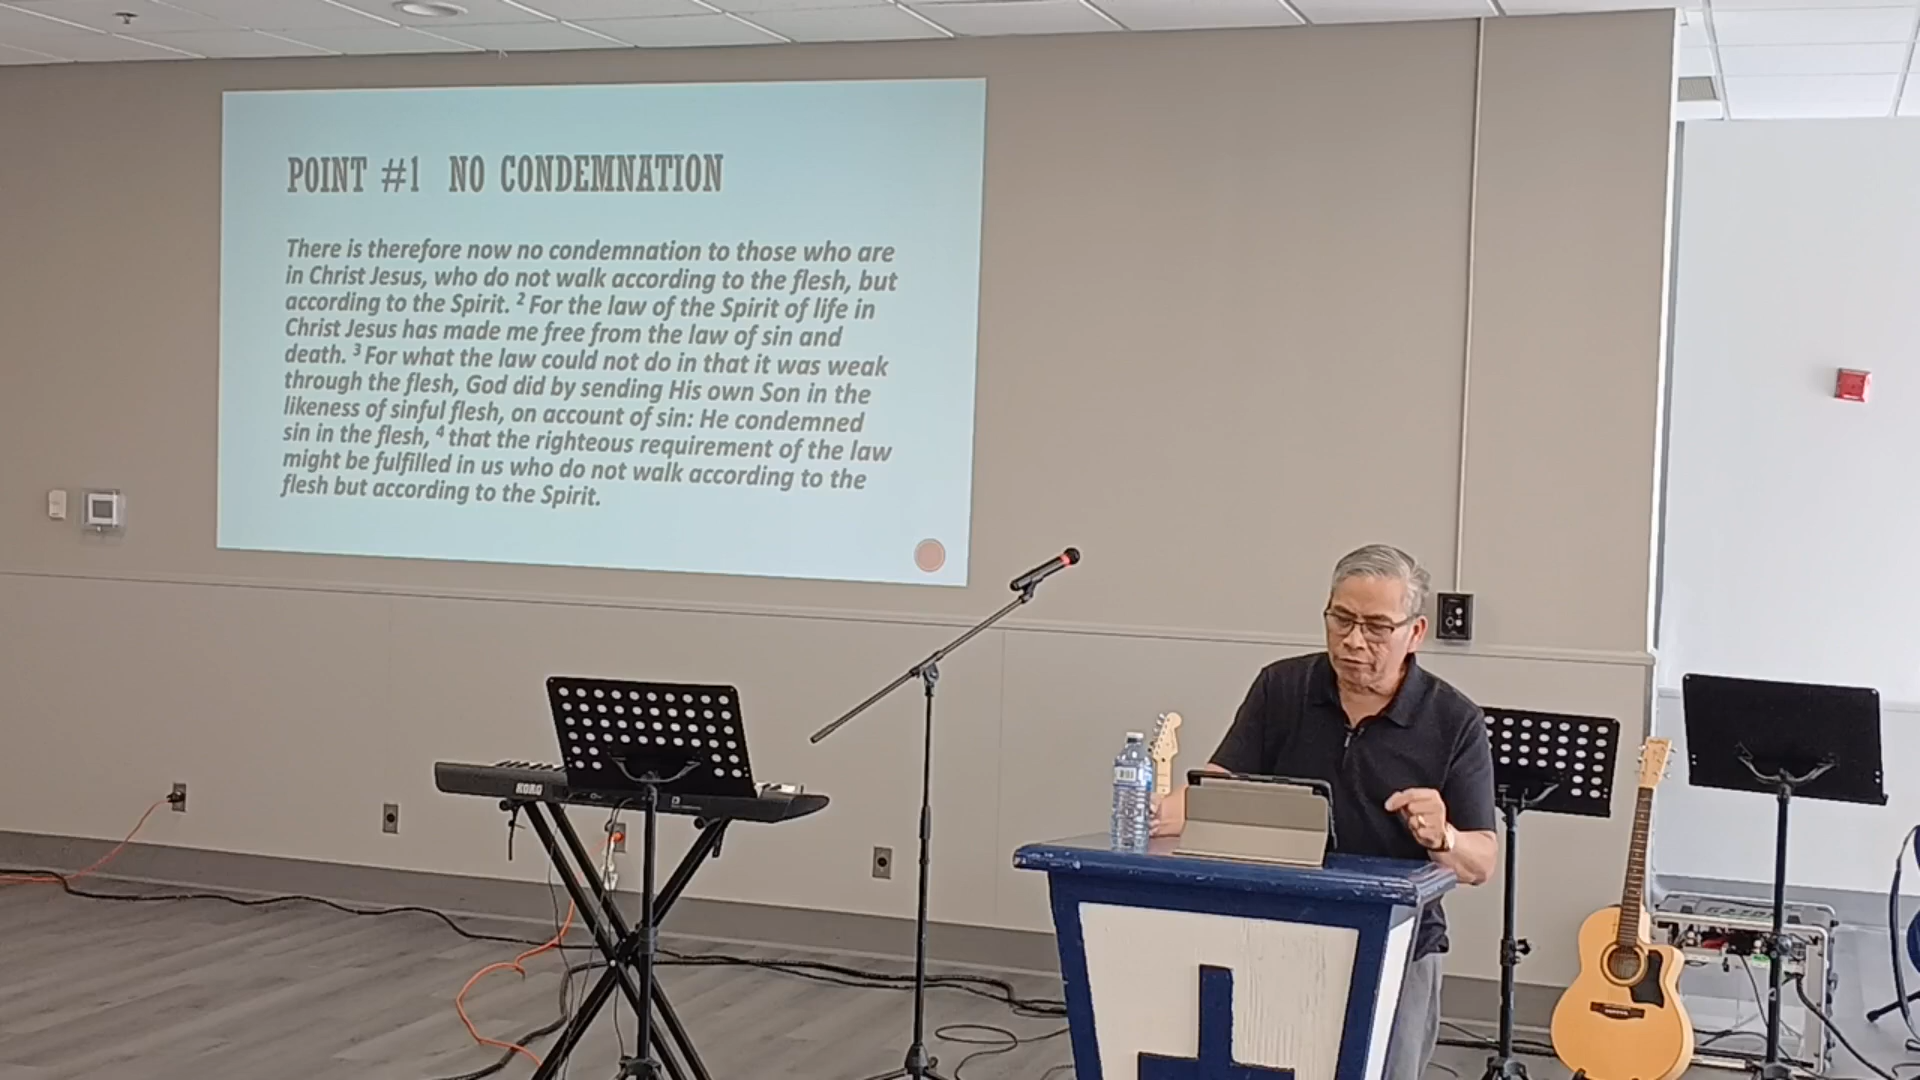 POINT #1 NO CONDEMNATION
There is therefore now no condemnation to those who are
in Christ Jesus, who do not walk according to the flesh, but
according to the Spirit. ² For the law of the Spirit of life in
Christ Jesus has made me free from the law of sin and
death. ³ For what the law could not do in that it was weak
through the flesh, God did by sending His own Son in the
likeness of sinful flesh, on account of sin: He condemned
sin in the flesh, ⁴ that the righteous requirement of the law
might be fulfilled in us who do not walk according to the
flesh but according to the Spirit.
KORG